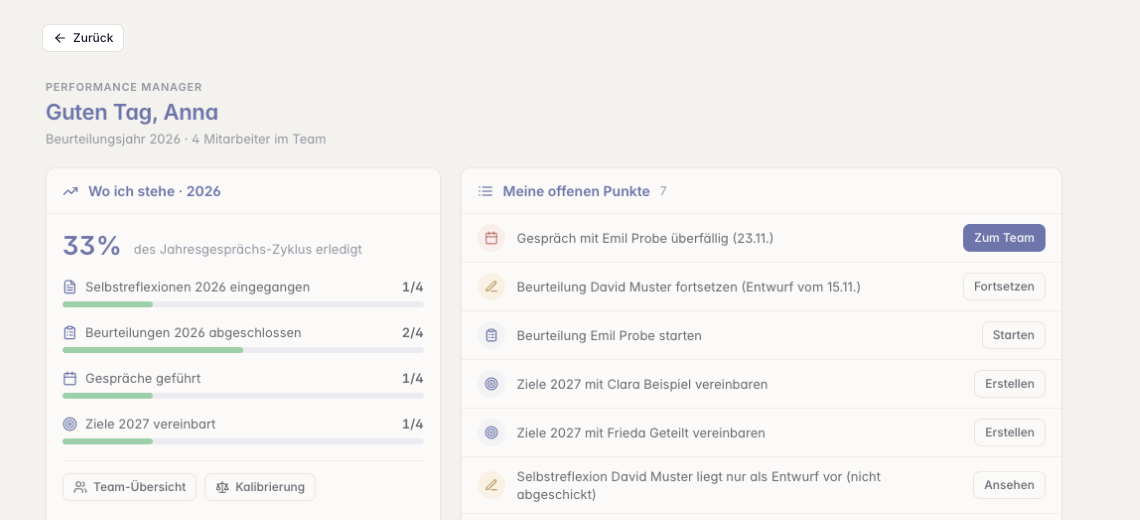 Zurück
PERFORMANCE MANAGER
Guten Tag, Anna
Beurteilungsjahr 2026 · 4 Mitarbeiter im Team
Wo ich stehe · 2026
33% des Jahresgesprächs-Zyklus erledigt
Selbstreflexionen 2026 eingegangen 1/4
Beurteilungen 2026 abgeschlossen 2/4
Gespräche geführt 1/4
Ziele 2027 vereinbart 1/4
Team-Übersicht Kalibrierung
Meine offenen Punkte 7
Gespräch mit Emil Probe überfällig (23.11.) Zum Team
Beurteilung David Muster fortsetzen (Entwurf vom 15.11.) Fortsetzen
Beurteilung Emil Probe starten Starten
Ziele 2027 mit Clara Beispiel vereinbaren Erstellen
Ziele 2027 mit Frieda Geteilt vereinbaren Erstellen
Selbstreflexion David Muster liegt nur als Entwurf vor (nicht
abgeschickt) Ansehen